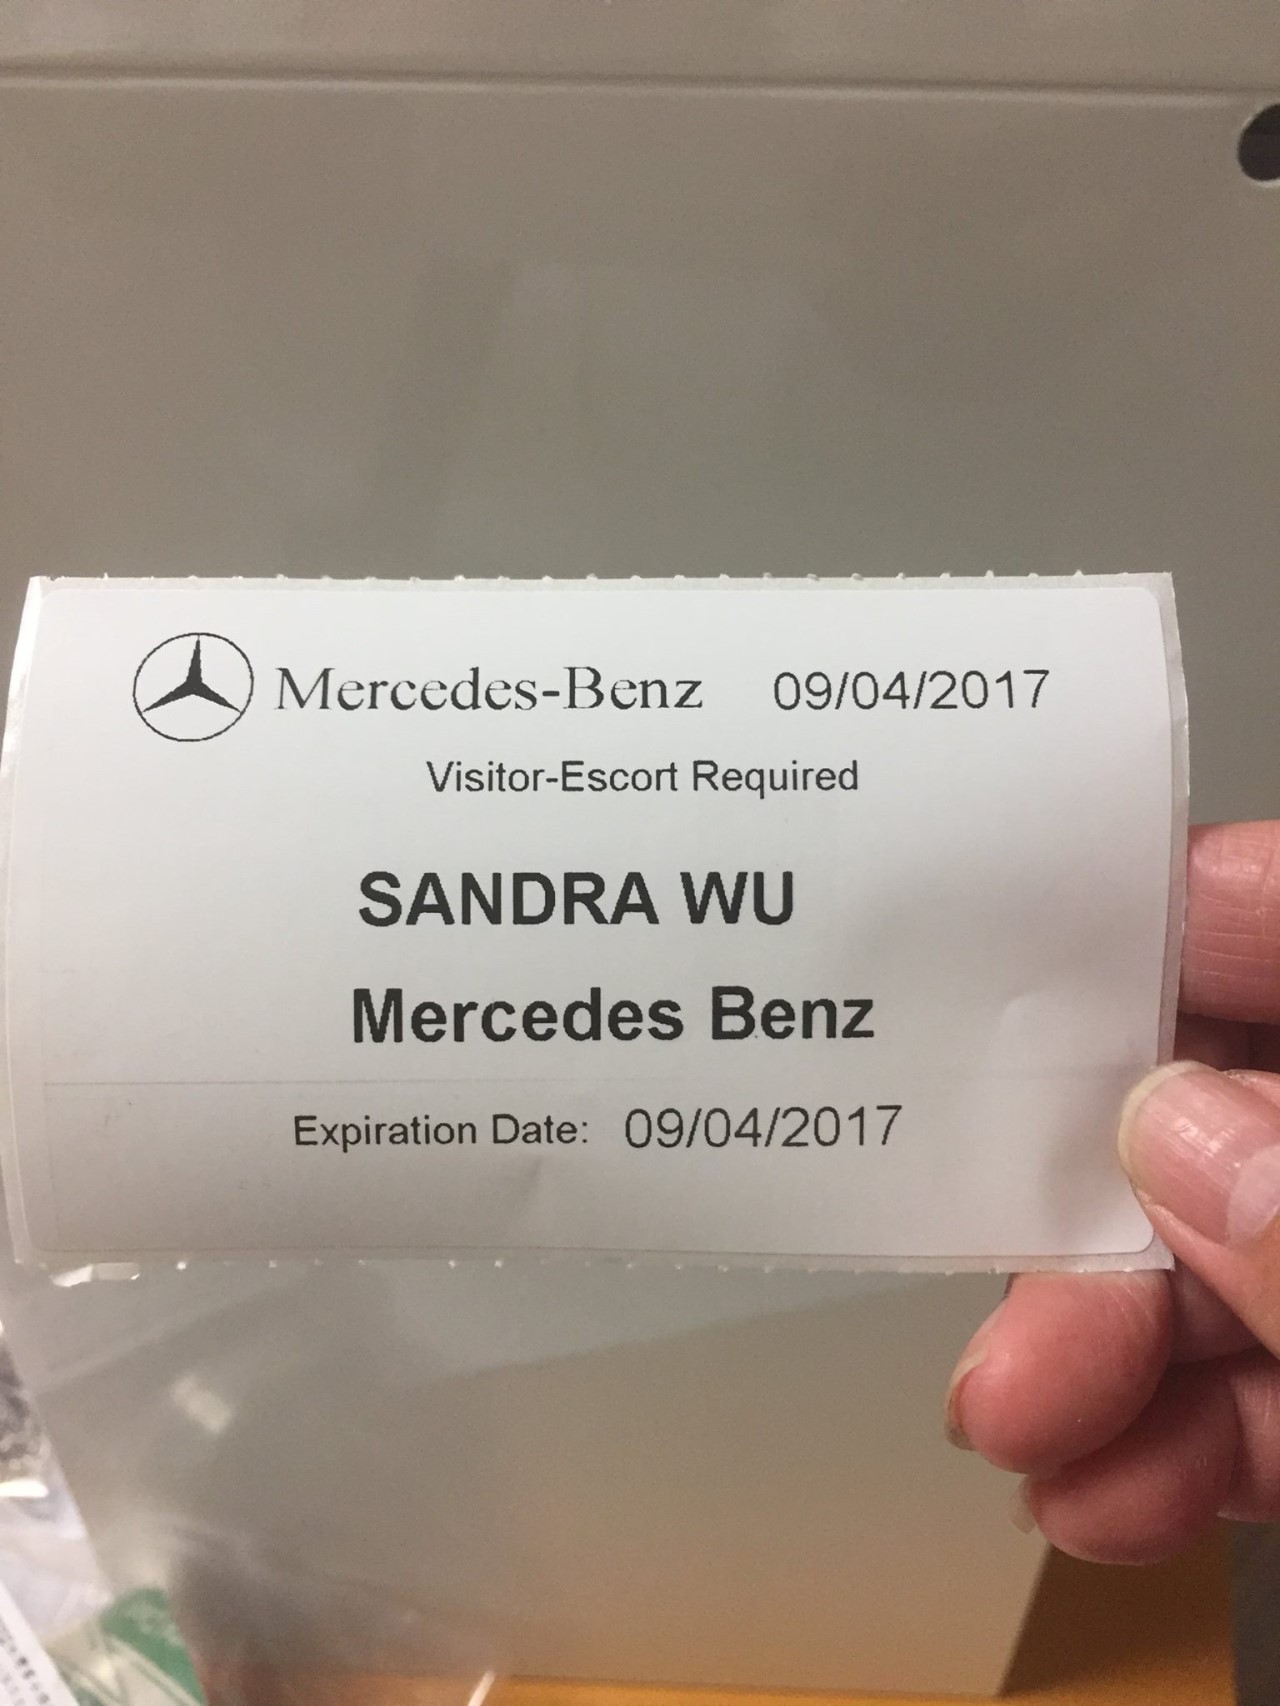 Mercedes-Benz 09/04/2017
Visitor-Escort Required
SANDRA WU
Mercedes Benz
Expiration Date: 09/04/2017